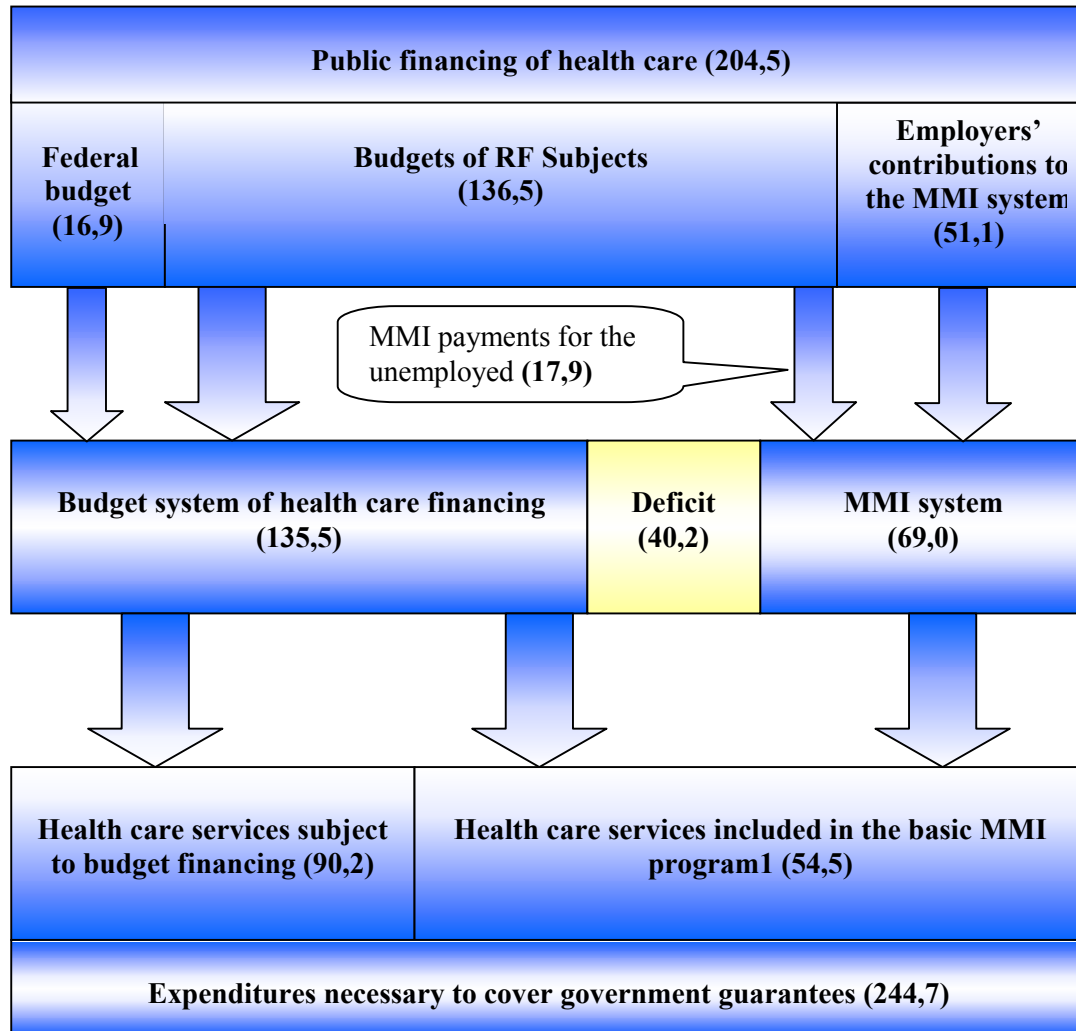 Public financing of health care (204,5)
Federal
budget
(16,9)
Budgets of RF Subjects
(136,5)
Employers’
contributions to
the MMI system
(51,1)
MMI payments for the
unemployed (17,9)
Budget system of health care financing
(135,5)
Deficit
(40,2)
MMI system
(69,0)
Health care services subject
to budget financing (90,2)
Health care services included in the basic MMI
program1 (54,5)
Expenditures necessary to cover government guarantees (244,7)